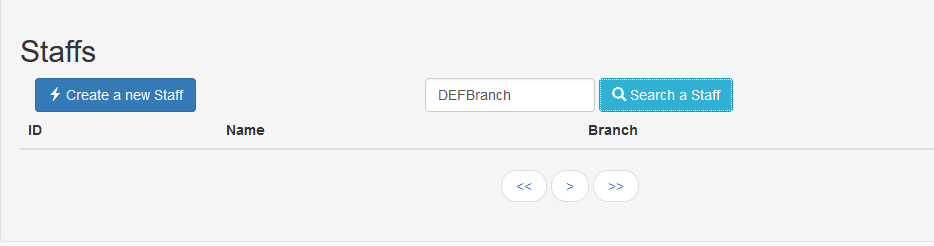 Staffs
Create a new Staff DEFBranch Search a Staff
ID Name Branch
<< > >>